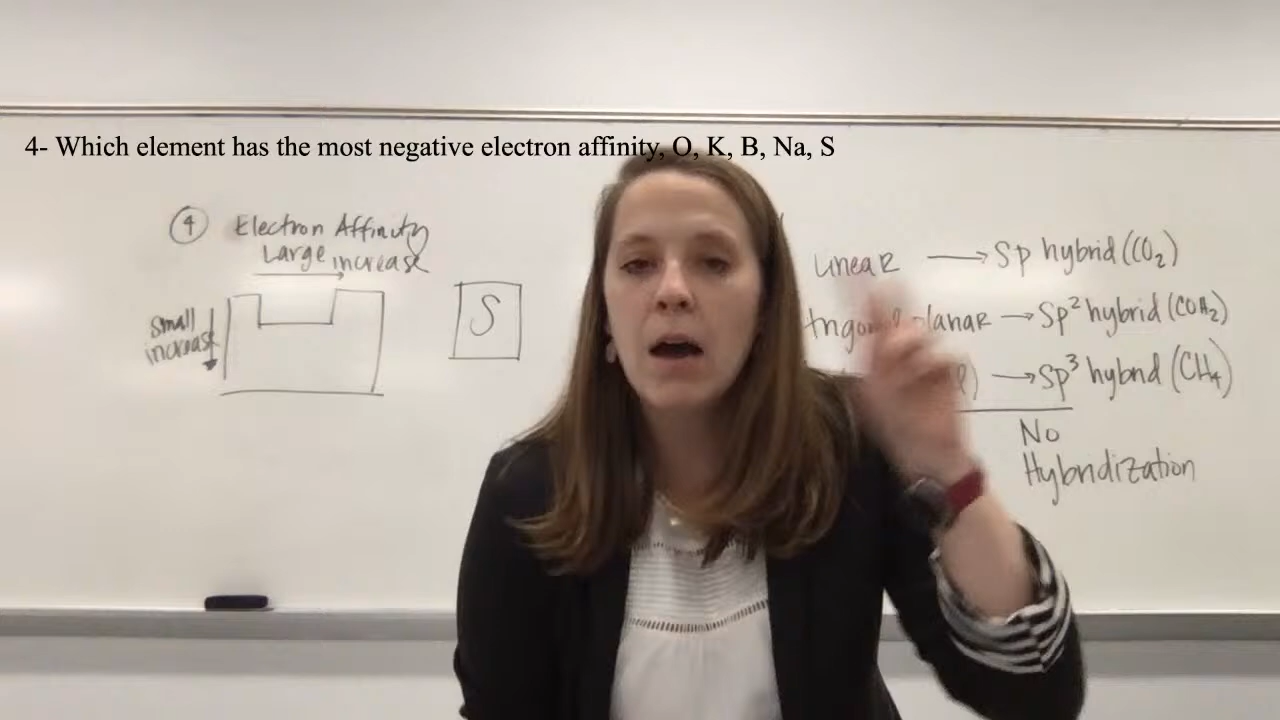 4- Which element has the most negative electron affinity, O, K, B, Na, S
4 Electron Affinity
Large increase
small
increase
S
linear → Sp hybrid (CO2)
→ Sp² hybrid (COH2)
→ Sp³ hybrid (CH4)
No
Hybridization